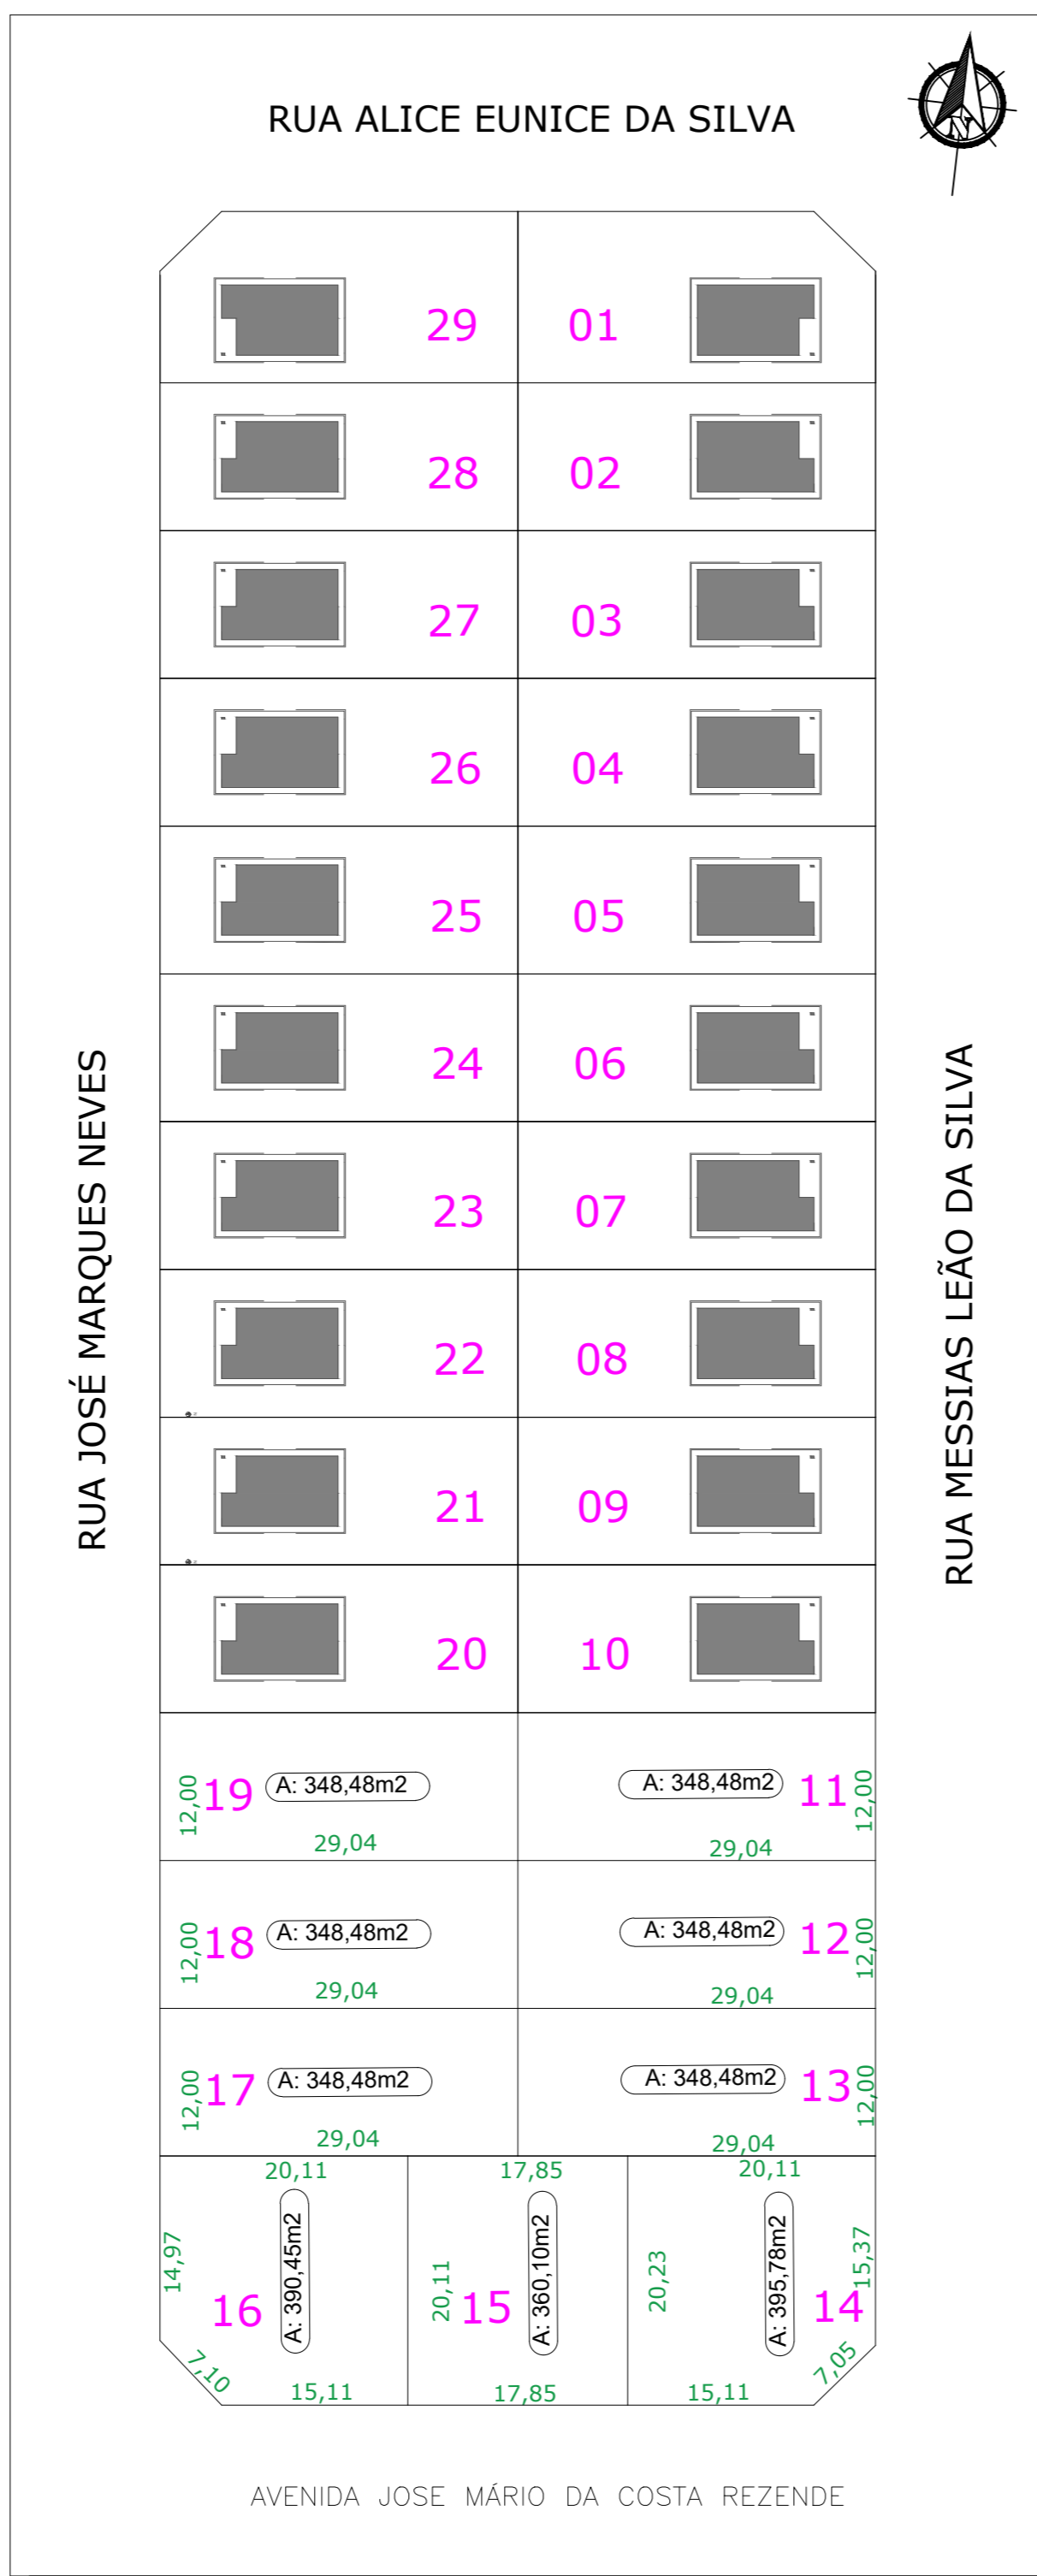 RUA ALICE EUNICE DA SILVA
N
29 01
28 02
27 03
26 04
25 05
24 06
23 07
22 08
21 09
20 10
RUA JOSÉ MARQUES NEVES
RUA MESSIAS LEÃO DA SILVA
12,00 19 A: 348,48m2 29,04
A: 348,48m2 11 12,00 29,04
12,00 18 A: 348,48m2 29,04
A: 348,48m2 12 12,00 29,04
12,00 17 A: 348,48m2 29,04
A: 348,48m2 13 12,00 29,04
20,11 14,97 16 A: 390,45m2 7,10 15,11
17,85 20,11 15 A: 360,10m2 17,85
20,11 20,23 A: 395,78m2 14 15,37 7,05 15,11
AVENIDA JOSE MÁRIO DA COSTA REZENDE